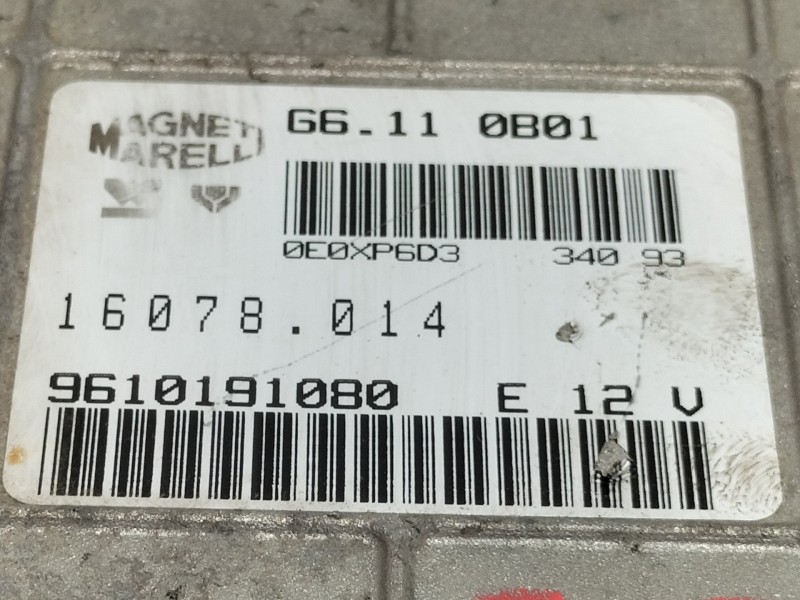 MAGNETI
MARELLI
G6.11 0B01
0E0XP6D3 340 93
16078.014
9610191080 E 12 V